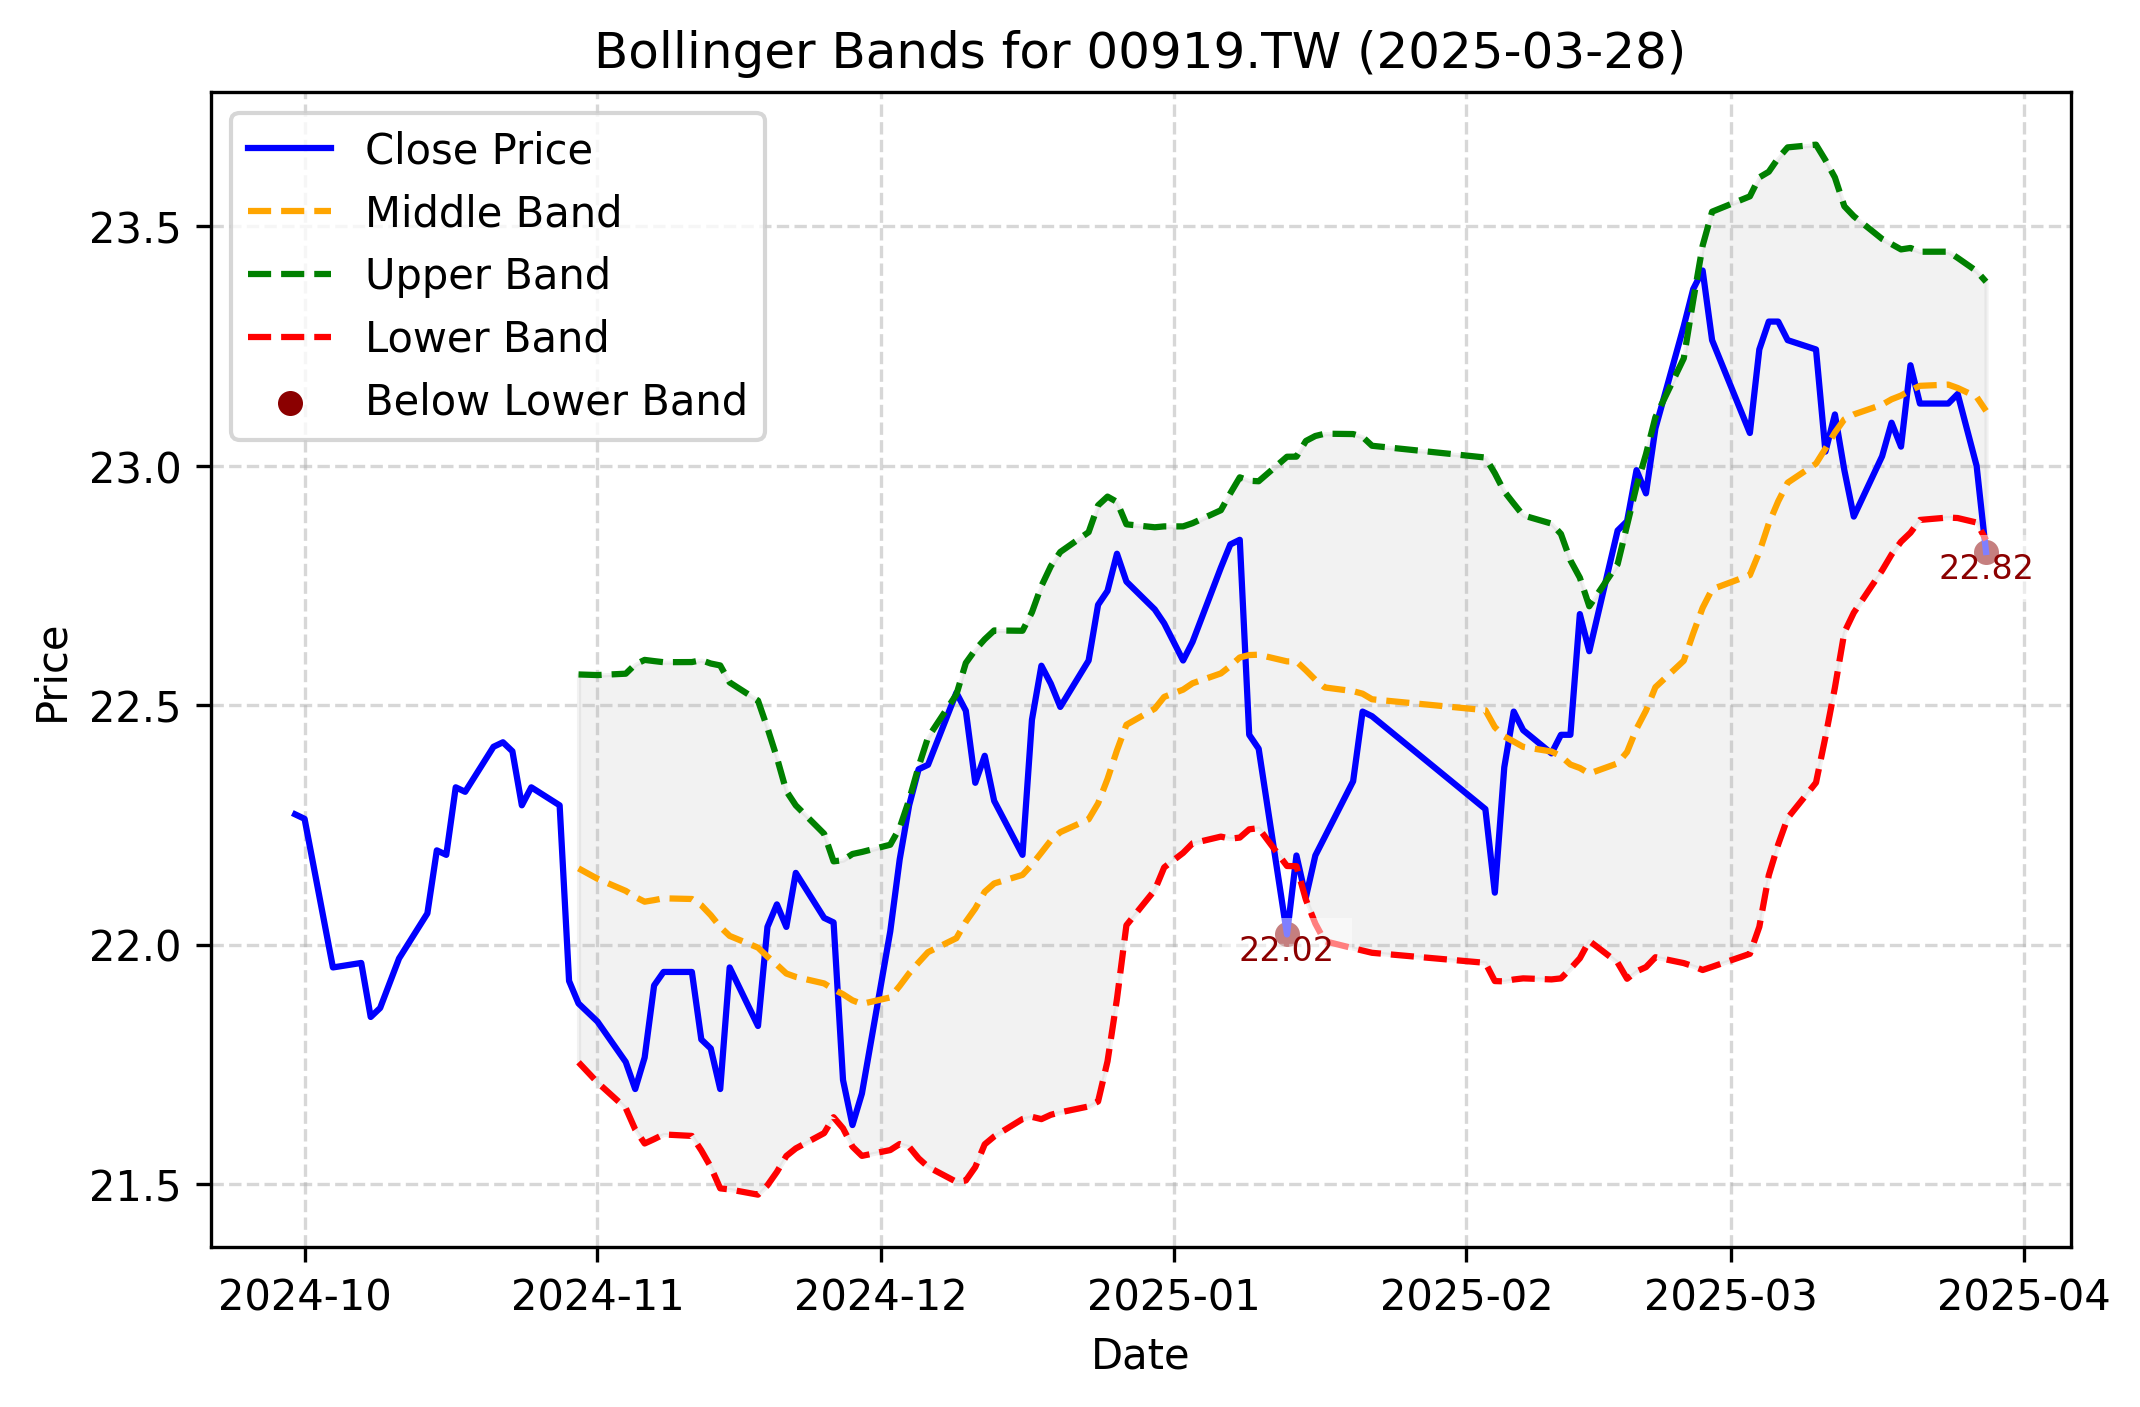 Bollinger Bands for 00919.TW (2025-03-28)
Close Price
Middle Band
Upper Band
Lower Band
Below Lower Band
23.5
23.0
22.5
22.0
21.5
Price
22.82
22.02
2024-10 2024-11 2024-12 2025-01 2025-02 2025-03 2025-04
Date